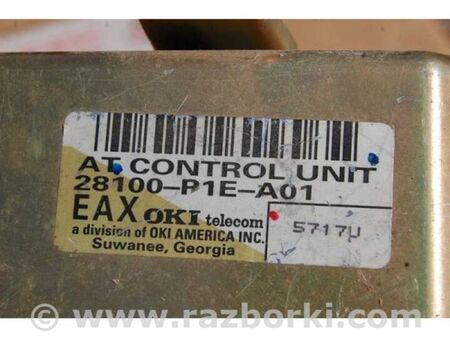 AT CONTROL UNIT
28100-P1E-A01
EAX OKI telecom
a division of OKI AMERICA INC.
Suwanee, Georgia
5717U
© www.razborki.com